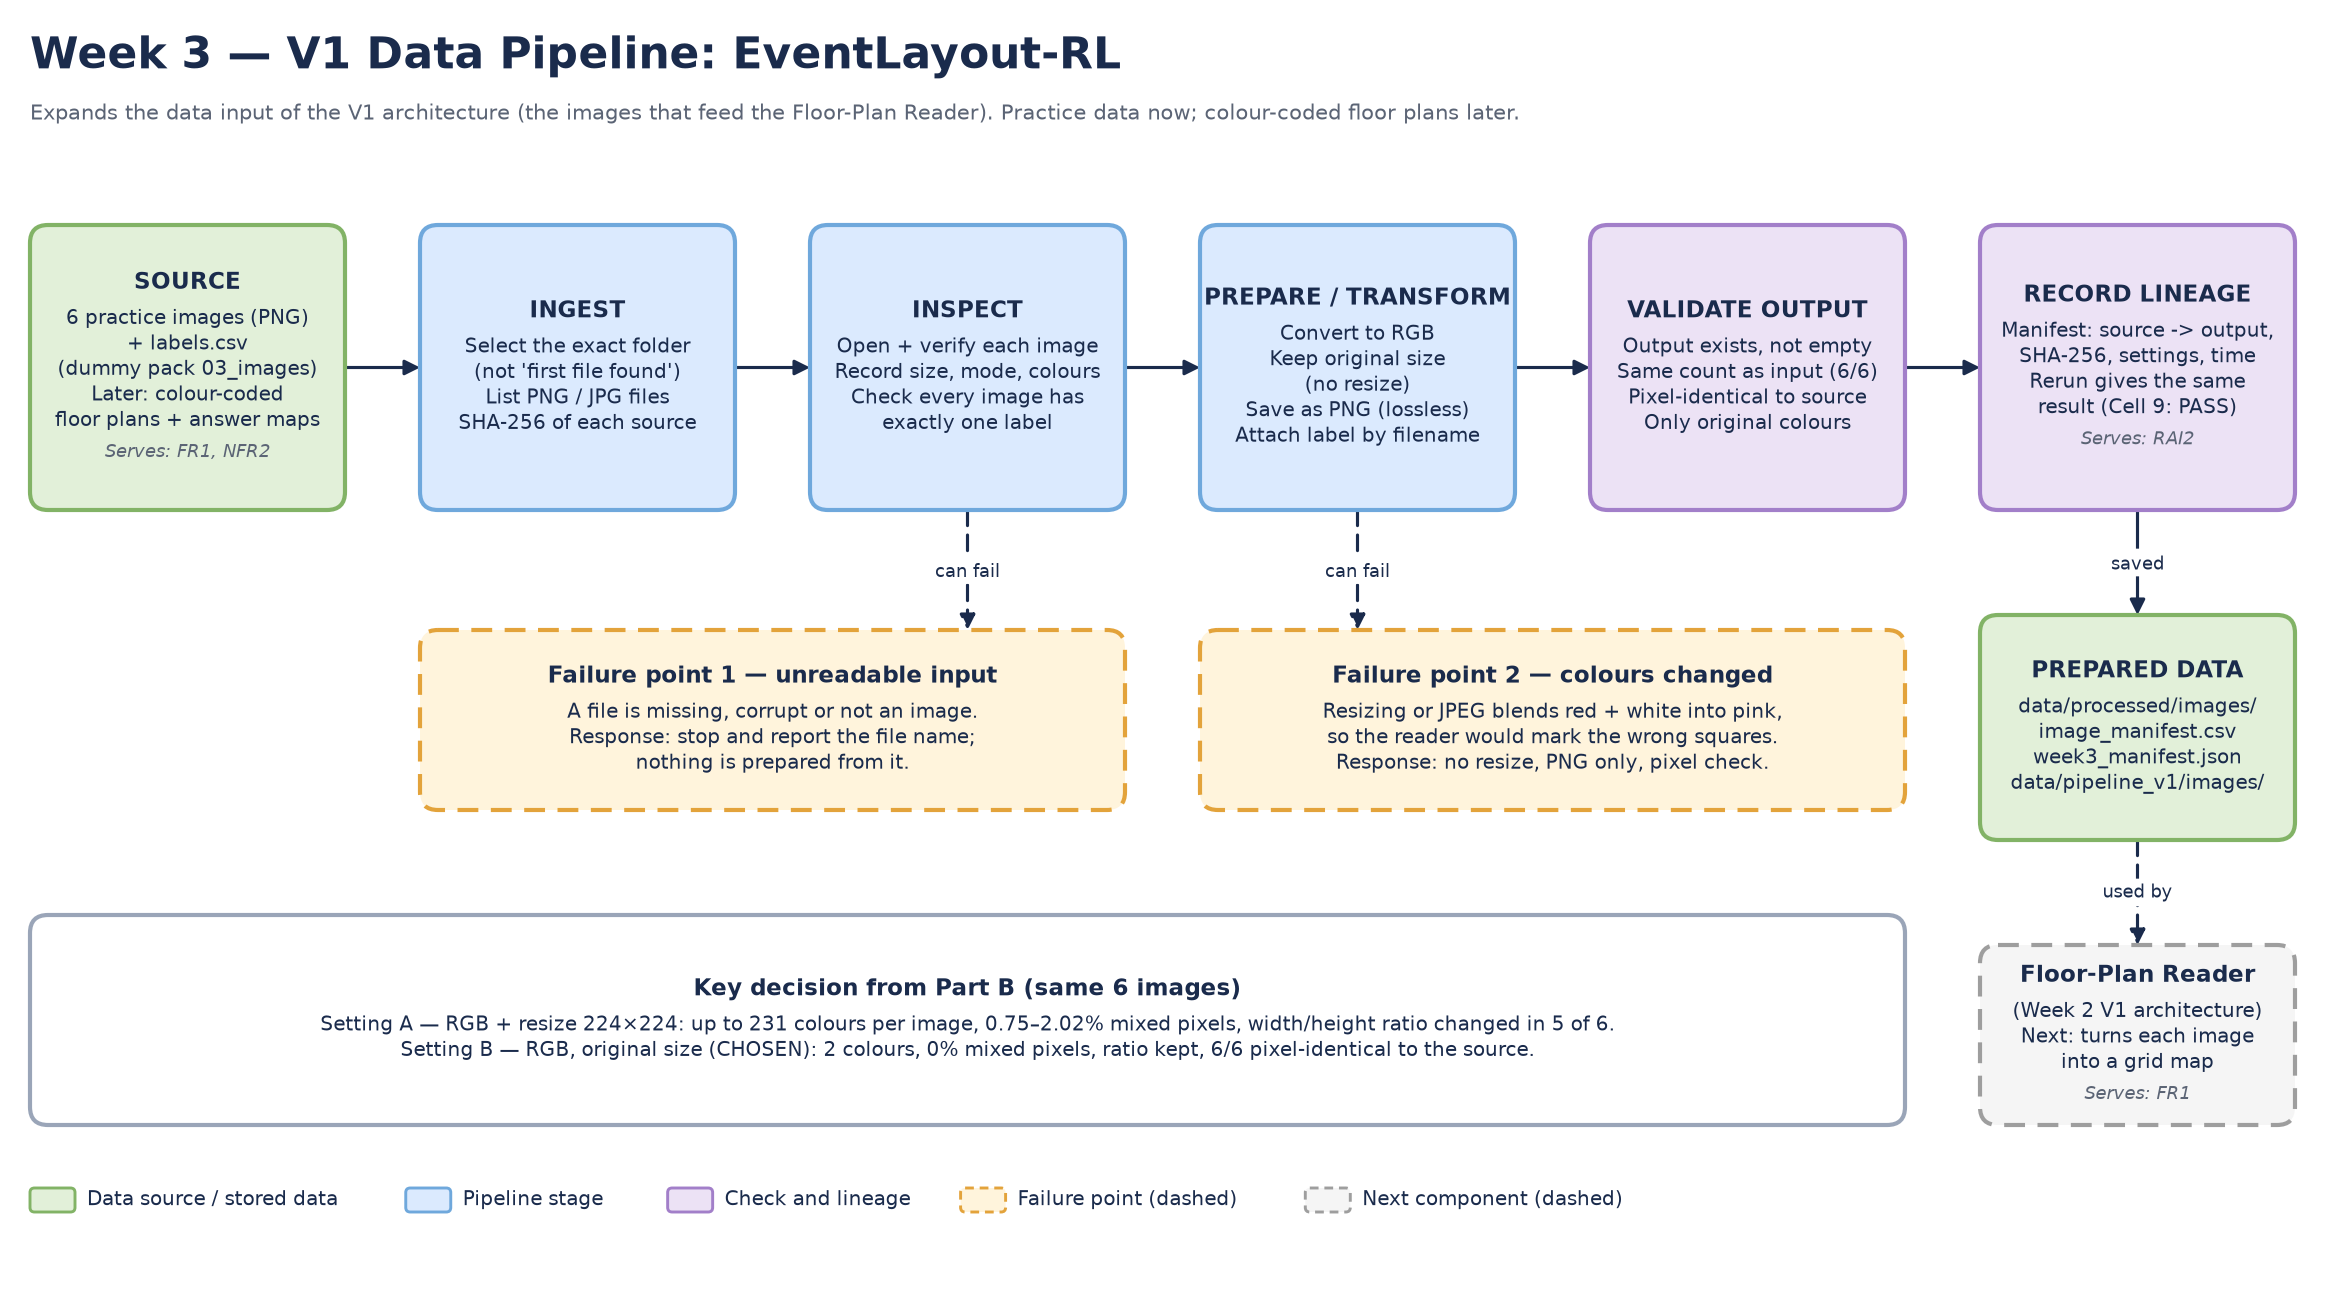 Week 3 — V1 Data Pipeline: EventLayout-RL
Expands the data input of the V1 architecture (the images that feed the Floor-Plan Reader). Practice data now; colour-coded floor plans later.
SOURCE
6 practice images (PNG)
+ labels.csv
(dummy pack 03_images)
Later: colour-coded
floor plans + answer maps
Serves: FR1, NFR2
INGEST
Select the exact folder
(not 'first file found')
List PNG / JPG files
SHA-256 of each source
INSPECT
Open + verify each image
Record size, mode, colours
Check every image has
exactly one label
PREPARE / TRANSFORM
Convert to RGB
Keep original size
(no resize)
Save as PNG (lossless)
Attach label by filename
VALIDATE OUTPUT
Output exists, not empty
Same count as input (6/6)
Pixel-identical to source
Only original colours
RECORD LINEAGE
Manifest: source -> output,
SHA-256, settings, time
Rerun gives the same
result (Cell 9: PASS)
Serves: RAI2
can fail
can fail
saved
Failure point 1 — unreadable input
A file is missing, corrupt or not an image.
Response: stop and report the file name;
nothing is prepared from it.
Failure point 2 — colours changed
Resizing or JPEG blends red + white into pink,
so the reader would mark the wrong squares.
Response: no resize, PNG only, pixel check.
PREPARED DATA
data/processed/images/
image_manifest.csv
week3_manifest.json
data/pipeline_v1/images/
used by
Key decision from Part B (same 6 images)
Setting A — RGB + resize 224×224: up to 231 colours per image, 0.75–2.02% mixed pixels, width/height ratio changed in 5 of 6.
Setting B — RGB, original size (CHOSEN): 2 colours, 0% mixed pixels, ratio kept, 6/6 pixel-identical to the source.
Floor-Plan Reader
(Week 2 V1 architecture)
Next: turns each image
into a grid map
Serves: FR1
Data source / stored data
Pipeline stage
Check and lineage
Failure point (dashed)
Next component (dashed)